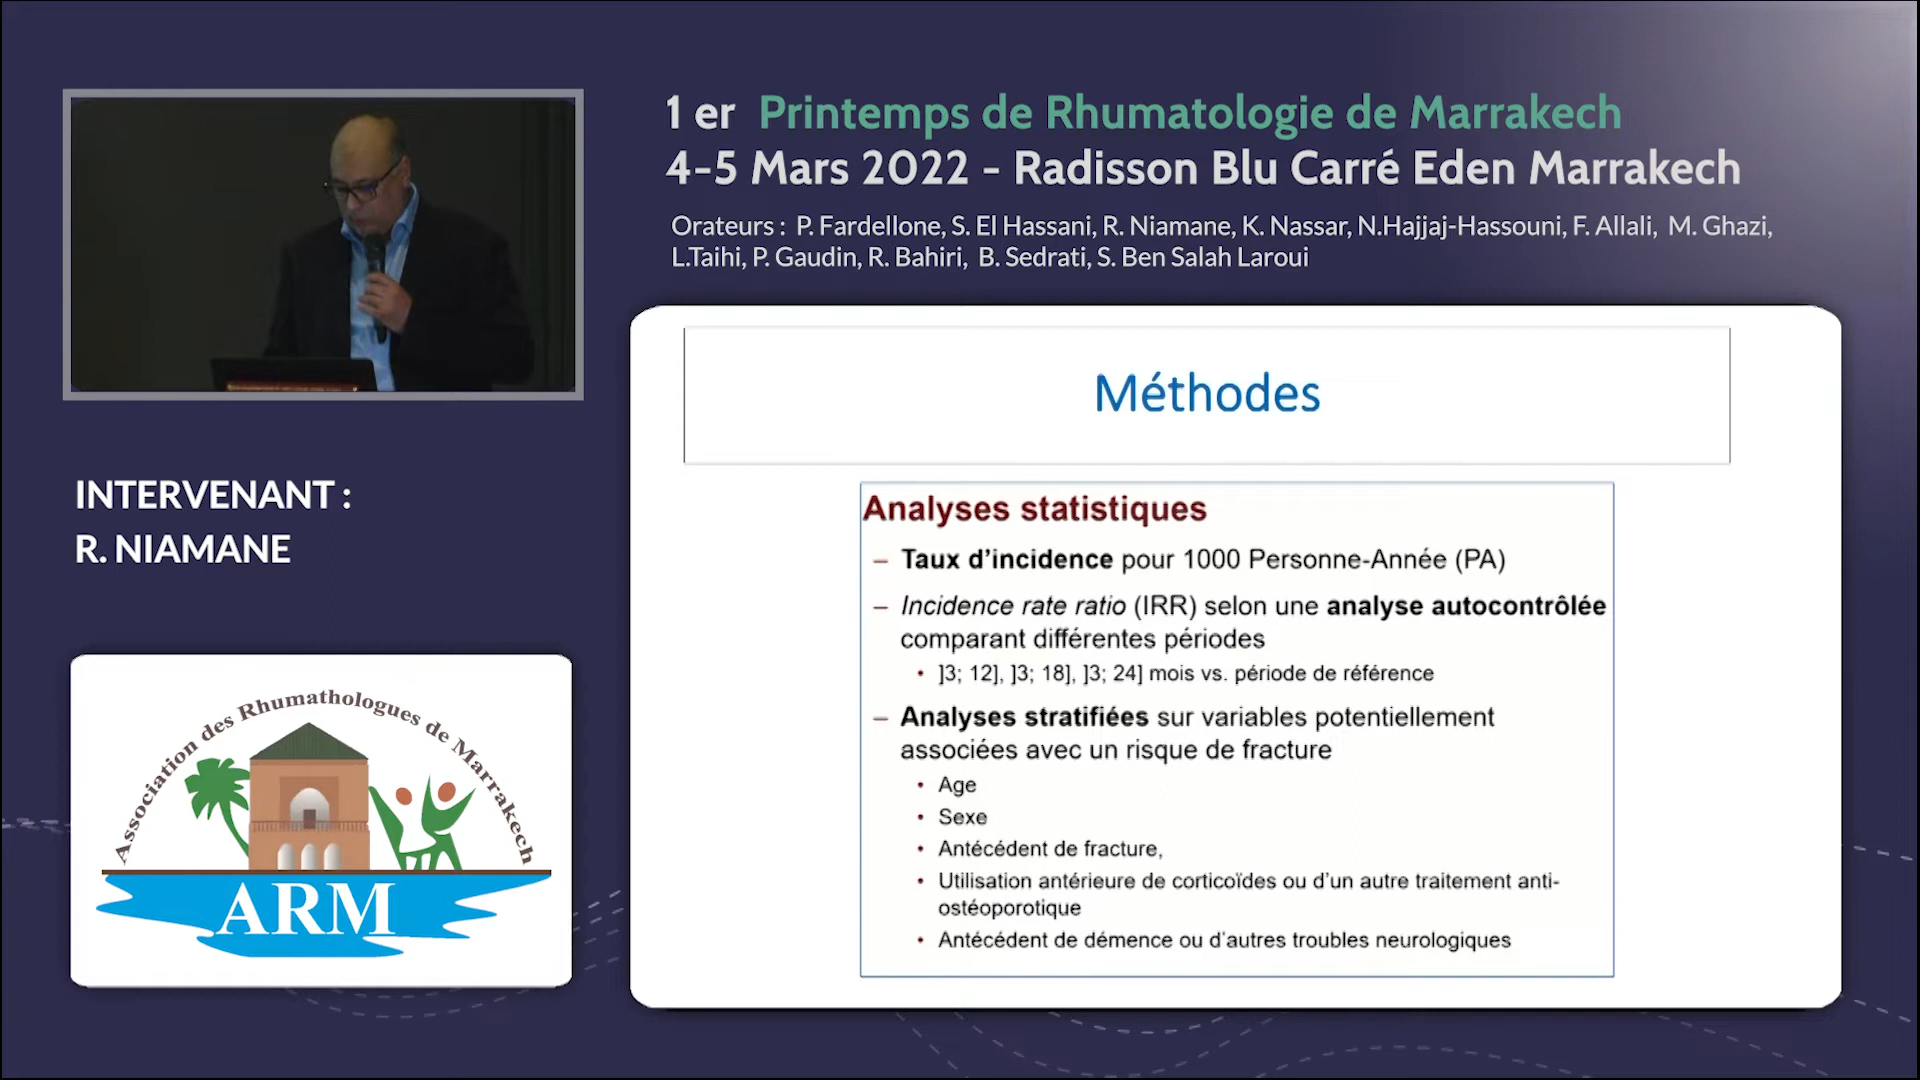 1 er Printemps de Rhumatologie de Marrakech
4-5 Mars 2022 - Radisson Blu Carré Eden Marrakech
Orateurs : P. Fardellone, S. El Hassani, R. Niamane, K. Nassar, N.Hajjaj-Hassouni, F. Allali, M. Ghazi,
L.Taihi, P. Gaudin, R. Bahiri, B. Sedrati, S. Ben Salah Laroui
INTERVENANT :
R. NIAMANE
Association des Rhumathologues de Marrakech
ARM
Méthodes
Analyses statistiques
– Taux d'incidence pour 1000 Personne-Année (PA)
– Incidence rate ratio (IRR) selon une analyse autocontrôlée
comparant différentes périodes
• ]3; 12], ]3; 18], ]3; 24] mois vs. période de référence
– Analyses stratifiées sur variables potentiellement
associées avec un risque de fracture
• Age
• Sexe
• Antécédent de fracture,
• Utilisation antérieure de corticoïdes ou d'un autre traitement anti-
ostéoporotique
• Antécédent de démence ou d'autres troubles neurologiques